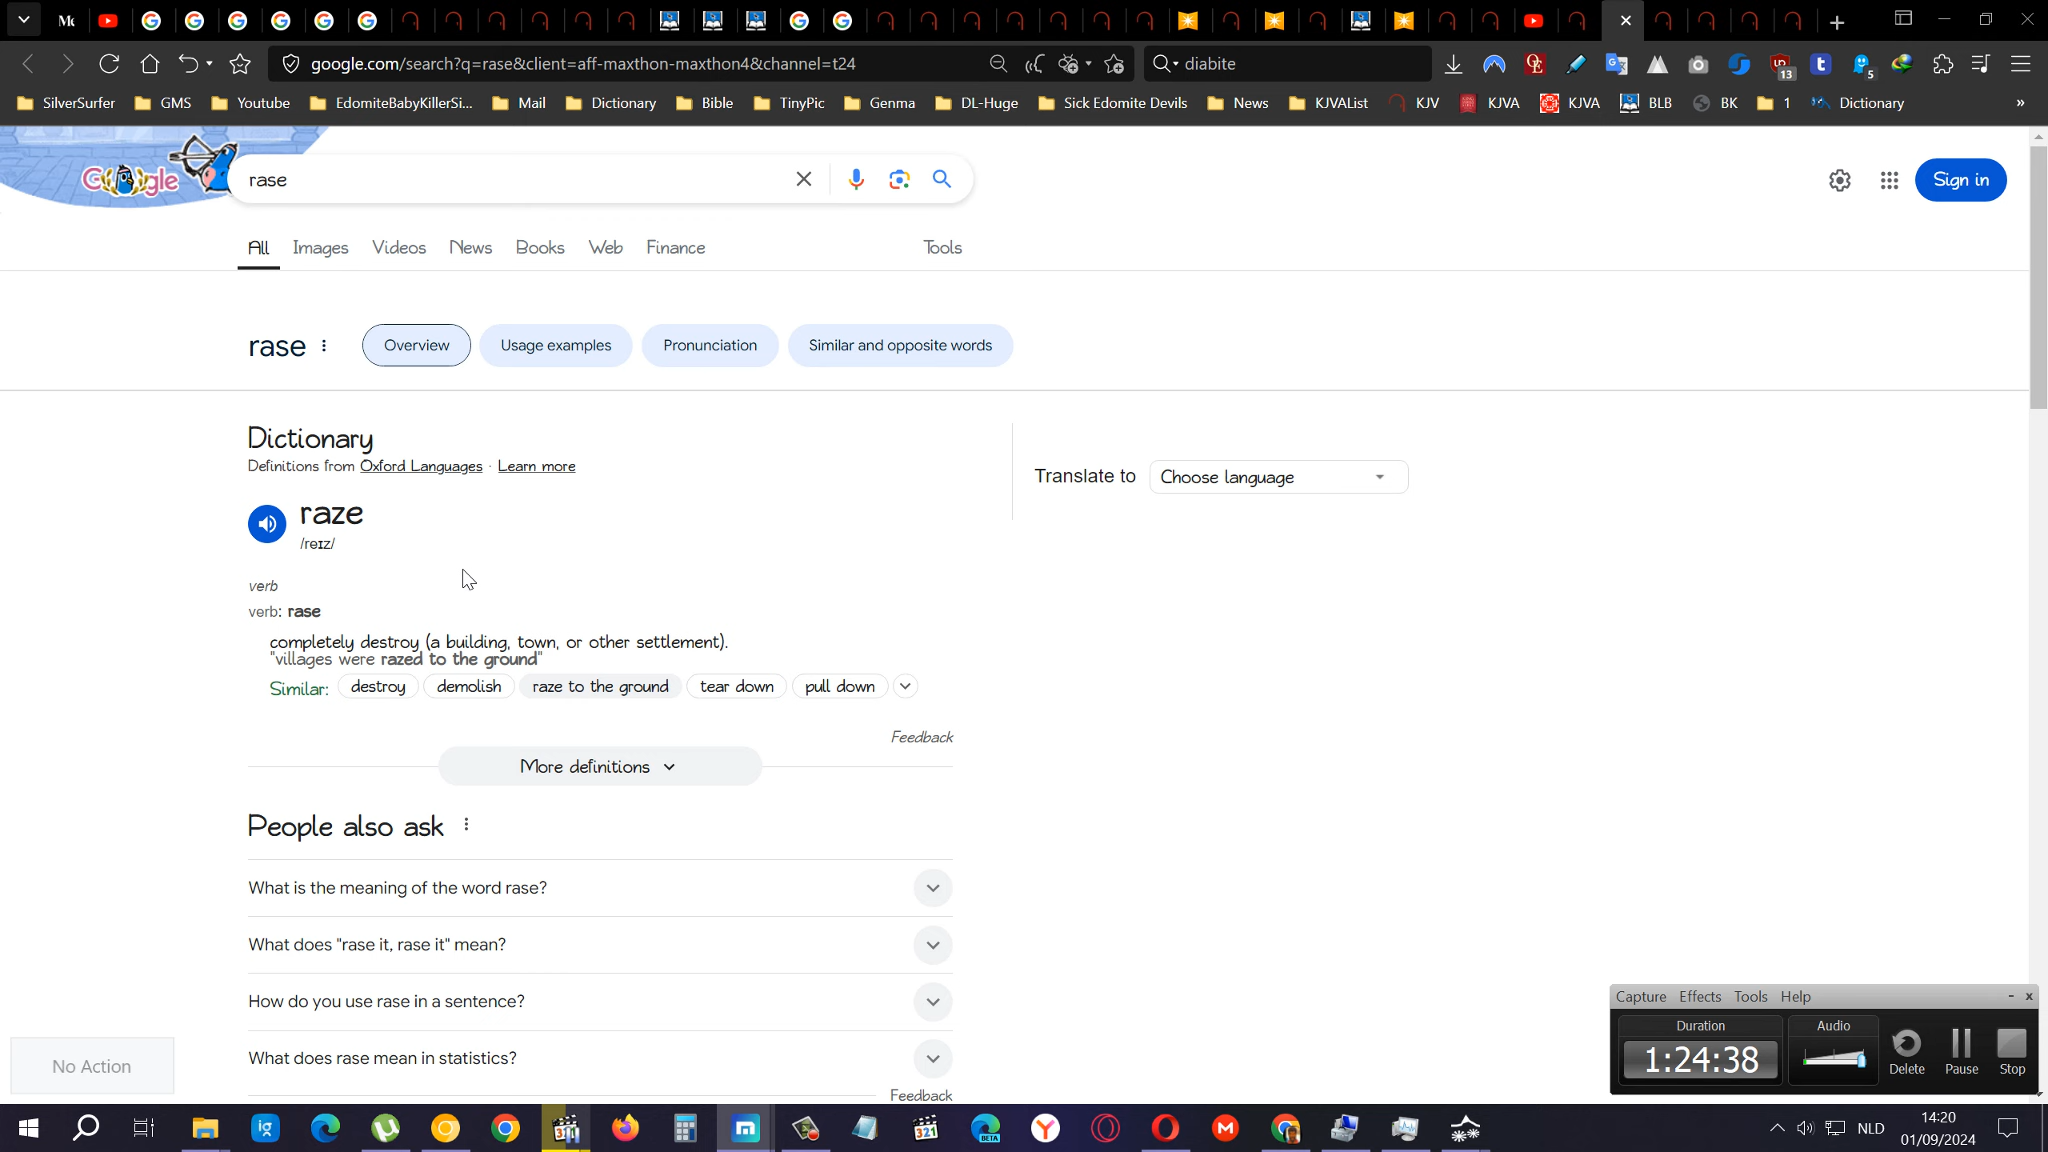 google.com/search?q=rase&client=aff-maxthon-maxthon4&channel=t24
diabite
13
5
SilverSurfer
GMS
Youtube
EdomiteBabyKillerSi...
Mail
Dictionary
Bible
TinyPic
Genma
DL-Huge
Sick Edomite Devils
News
KJVAList
KJV
KJVA
KJVA
BLB
BK
1
Dictionary
»
Google
rase
Sign in
All
Images
Videos
News
Books
Web
Finance
Tools
rase
Overview
Usage examples
Pronunciation
Similar and opposite words
Dictionary
Definitions from Oxford Languages · Learn more
Translate to
Choose language
raze
/reɪz/
verb
verb: rase
completely destroy (a building, town, or other settlement).
"villages were razed to the ground"
Similar:
destroy
demolish
raze to the ground
tear down
pull down
Feedback
More definitions
People also ask
What is the meaning of the word rase?
What does "rase it, rase it" mean?
How do you use rase in a sentence?
What does rase mean in statistics?
Feedback
No Action
Capture Effects Tools Help
Duration
Audio
1:24:38
Delete
Pause
Stop
ig
321
BETA
NLD
14:20
01/09/2024